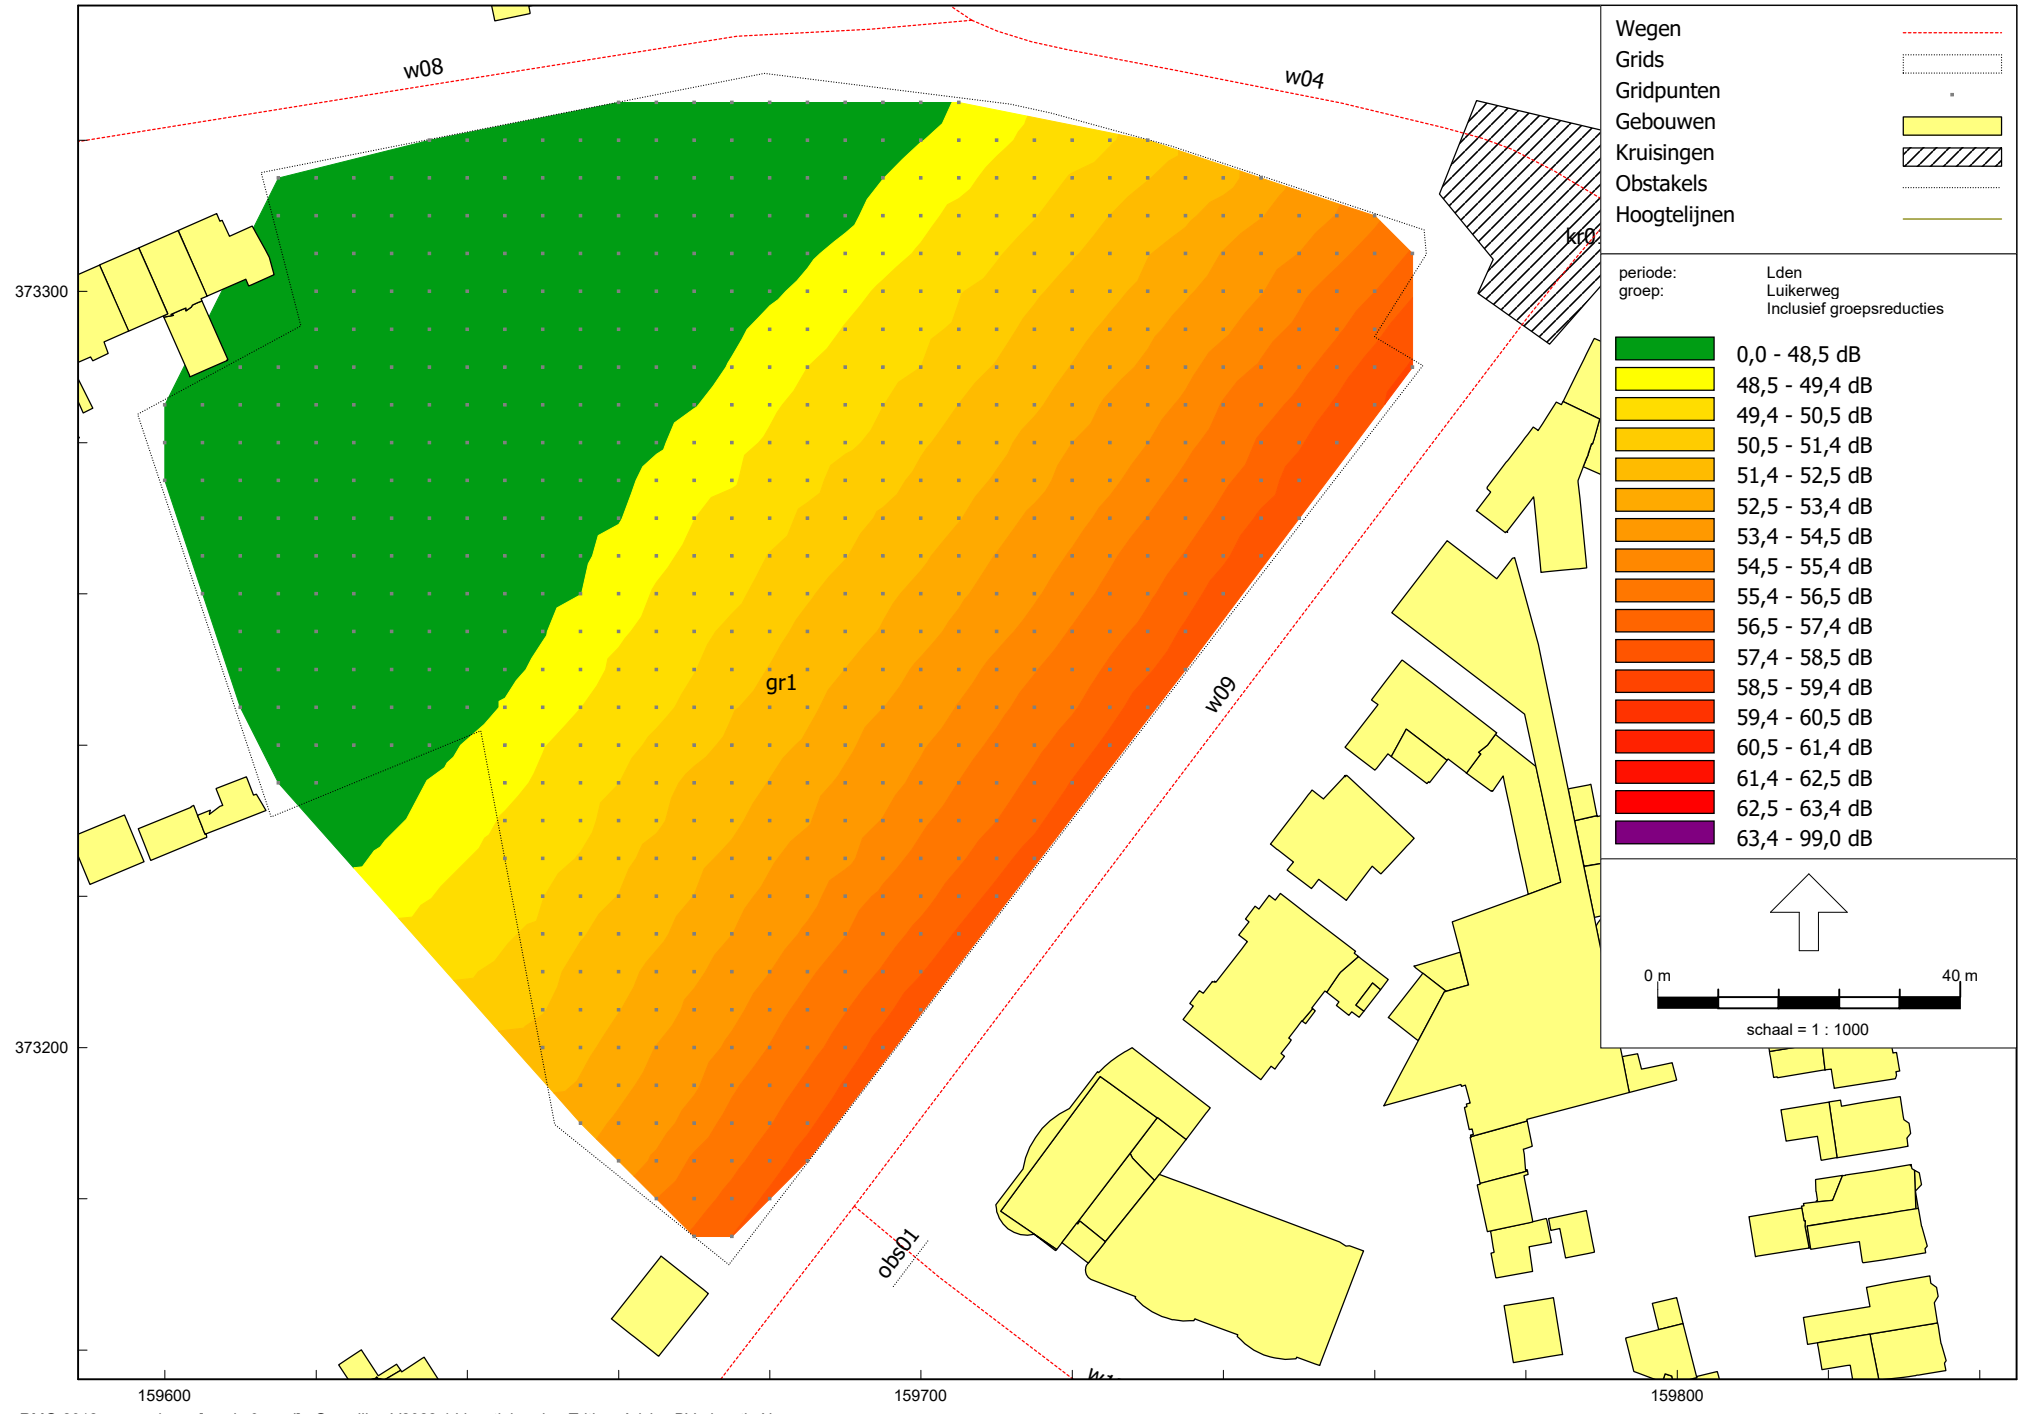 w08
w04
kr0
gr1
w09
obs01
Wegen
Grids
Gridpunten
Gebouwen
Kruisingen
Obstakels
Hoogtelijnen
periode: Lden
groep: Luikerweg
Inclusief groepsreducties
0,0 - 48,5 dB
48,5 - 49,4 dB
49,4 - 50,5 dB
50,5 - 51,4 dB
51,4 - 52,5 dB
52,5 - 53,4 dB
53,4 - 54,5 dB
54,5 - 55,4 dB
55,4 - 56,5 dB
56,5 - 57,4 dB
57,4 - 58,5 dB
58,5 - 59,4 dB
59,4 - 60,5 dB
60,5 - 61,4 dB
61,4 - 62,5 dB
62,5 - 63,4 dB
63,4 - 99,0 dB
0 m 40 m
schaal = 1 : 1000
373300
373200
159600 159700 159800